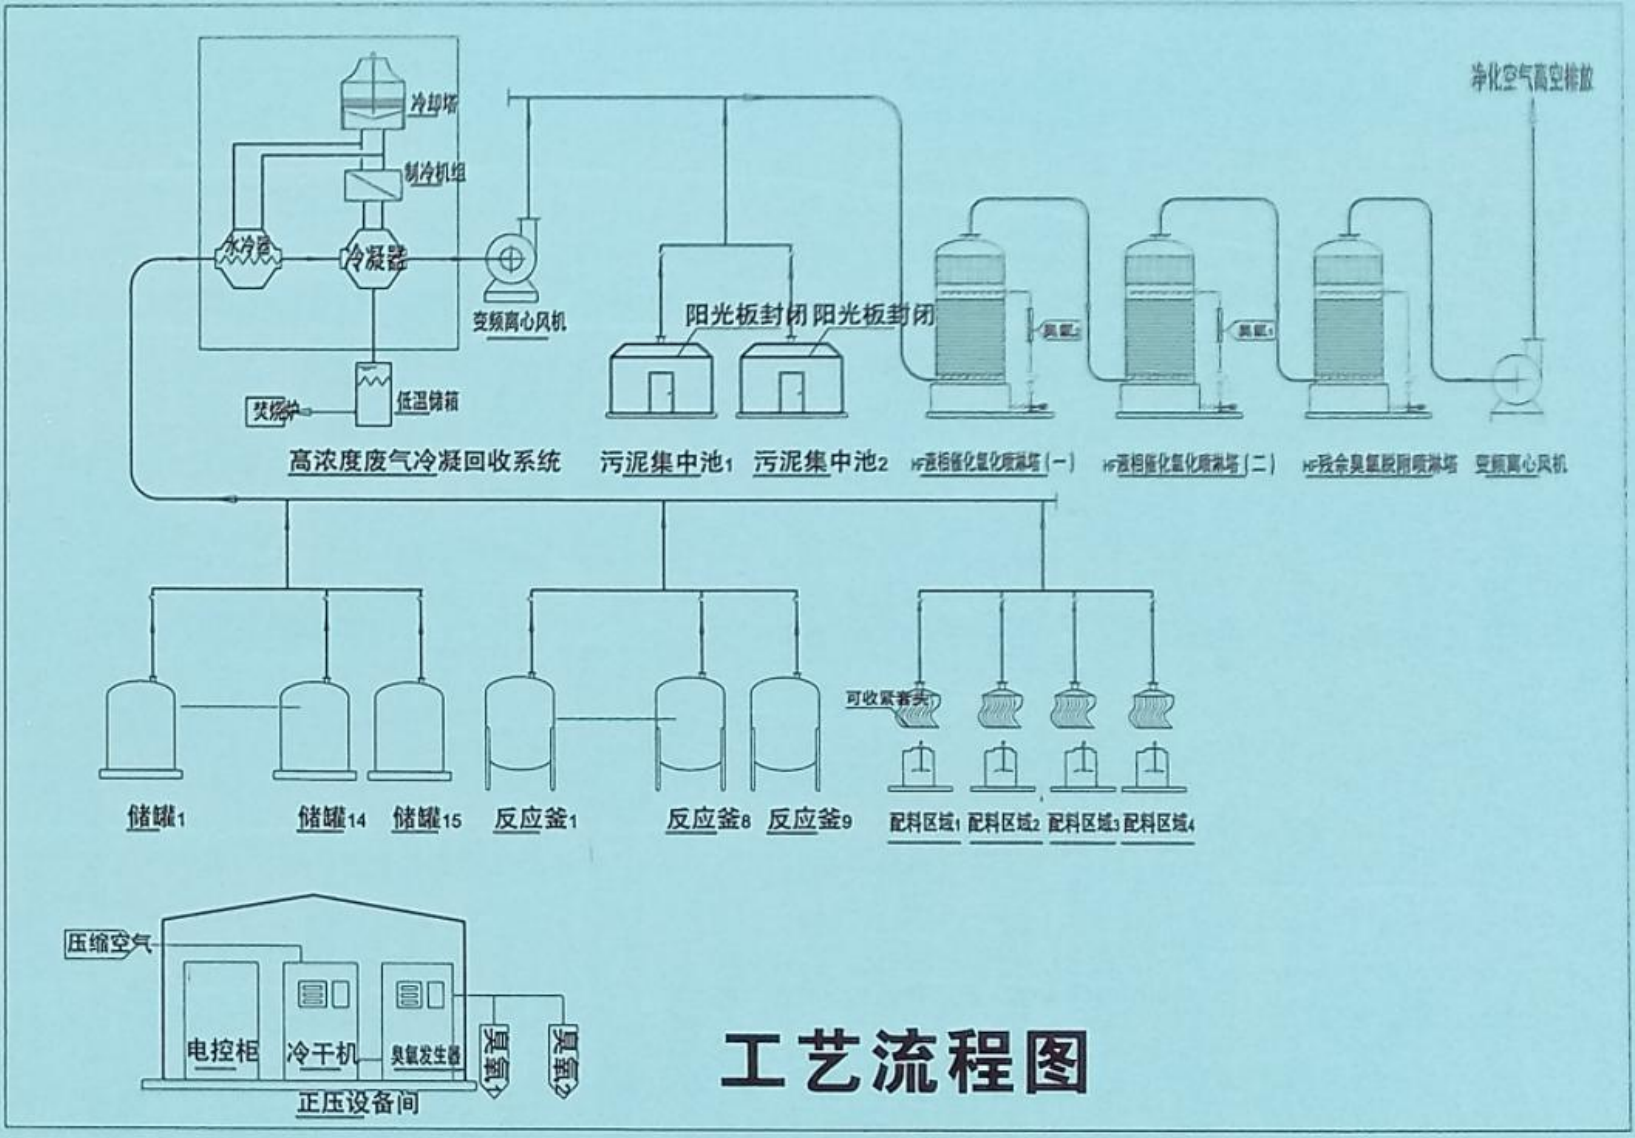 净化空气高空排放
冷却塔
制冷机组
水冷器
冷凝器
变频离心风机
阳光板封闭
阳光板封闭
臭氧2
臭氧1
焚烧炉
低温储箱
高浓度废气冷凝回收系统
污泥集中池1
污泥集中池2
HF液相催化氧化喷淋塔(一)
HF液相催化氧化喷淋塔(二)
HF残余臭氧脱附喷淋塔
变频离心风机
可收紧套头
储罐1
储罐14
储罐15
反应釜1
反应釜8
反应釜9
配料区域1
配料区域2
配料区域3
配料区域4
压缩空气
电控柜
冷干机
臭氧发生器
臭氧1
臭氧2
正压设备间
工艺流程图